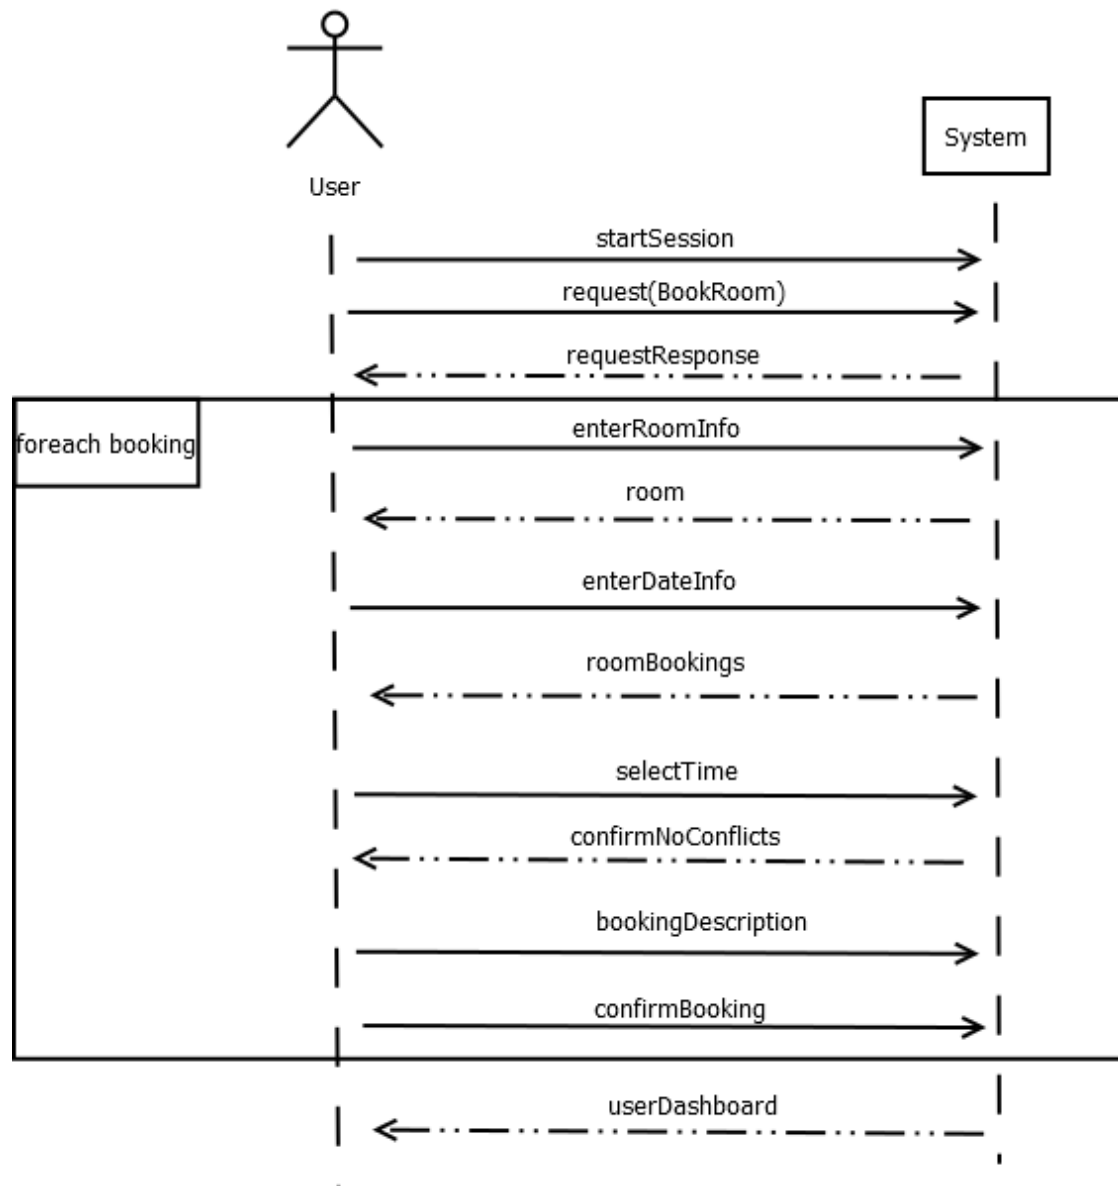 System
User
startSession
request(BookRoom)
requestResponse
foreach booking
enterRoomInfo
room
enterDateInfo
roomBookings
selectTime
confirmNoConflicts
bookingDescription
confirmBooking
userDashboard